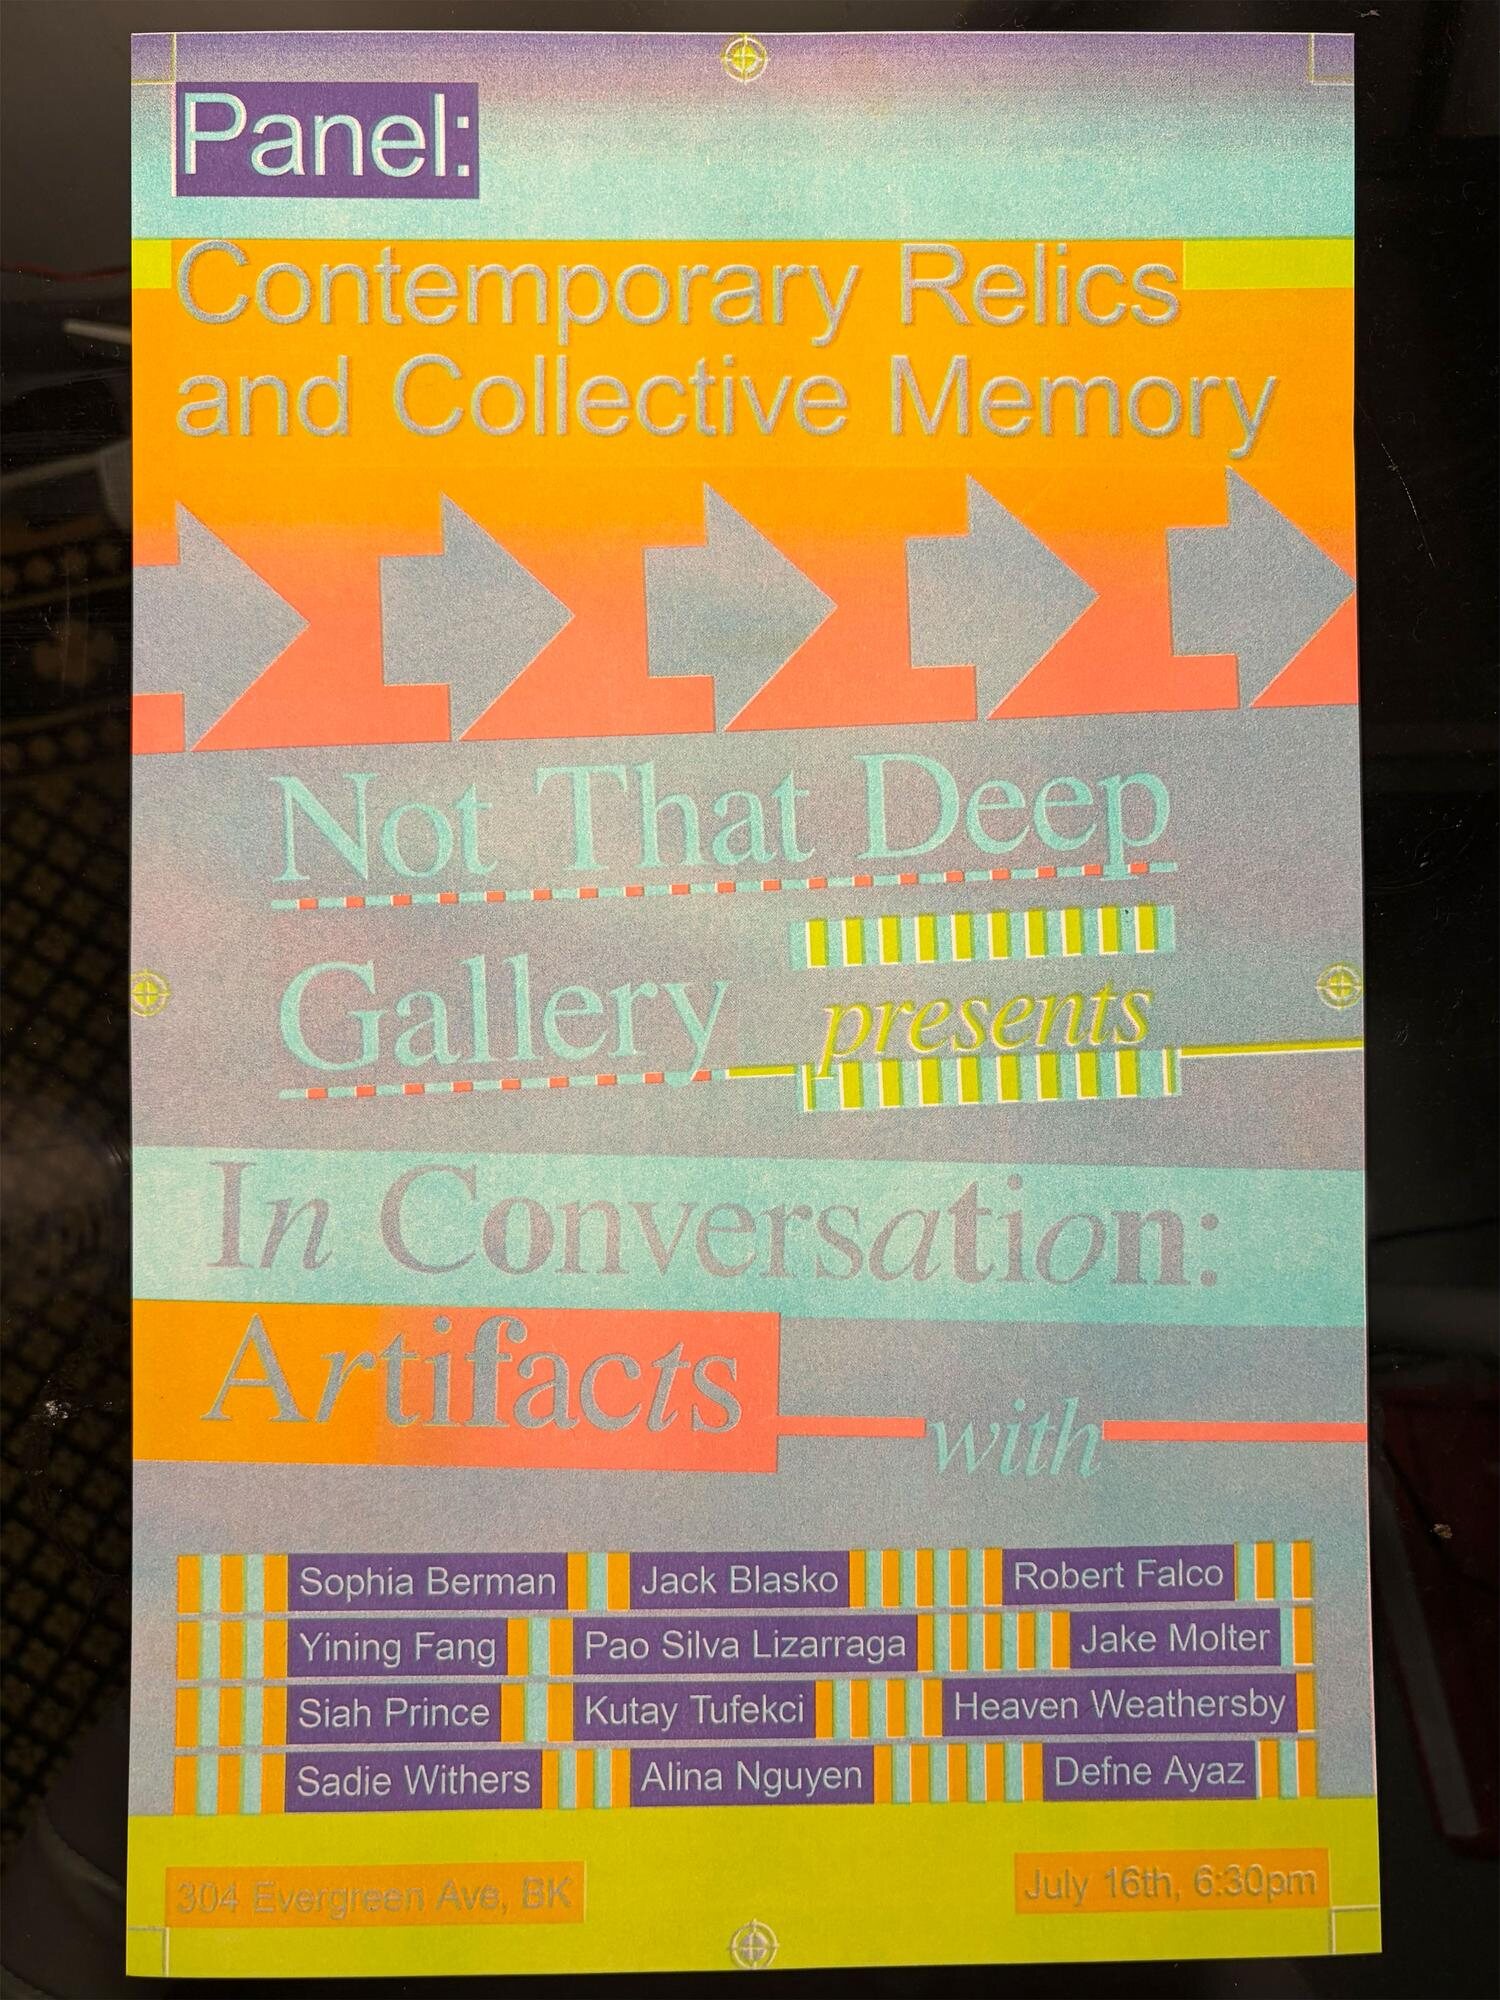 Panel:
Contemporary Relics
and Collective Memory
Not That Deep
Gallery presents
In Conversation:
Artifacts with
Sophia Berman Jack Blasko Robert Falco
Yining Fang Pao Silva Lizarraga Jake Molter
Siah Prince Kutay Tufekci Heaven Weathersby
Sadie Withers Alina Nguyen Defne Ayaz
304 Evergreen Ave, BK July 16th, 6:30pm